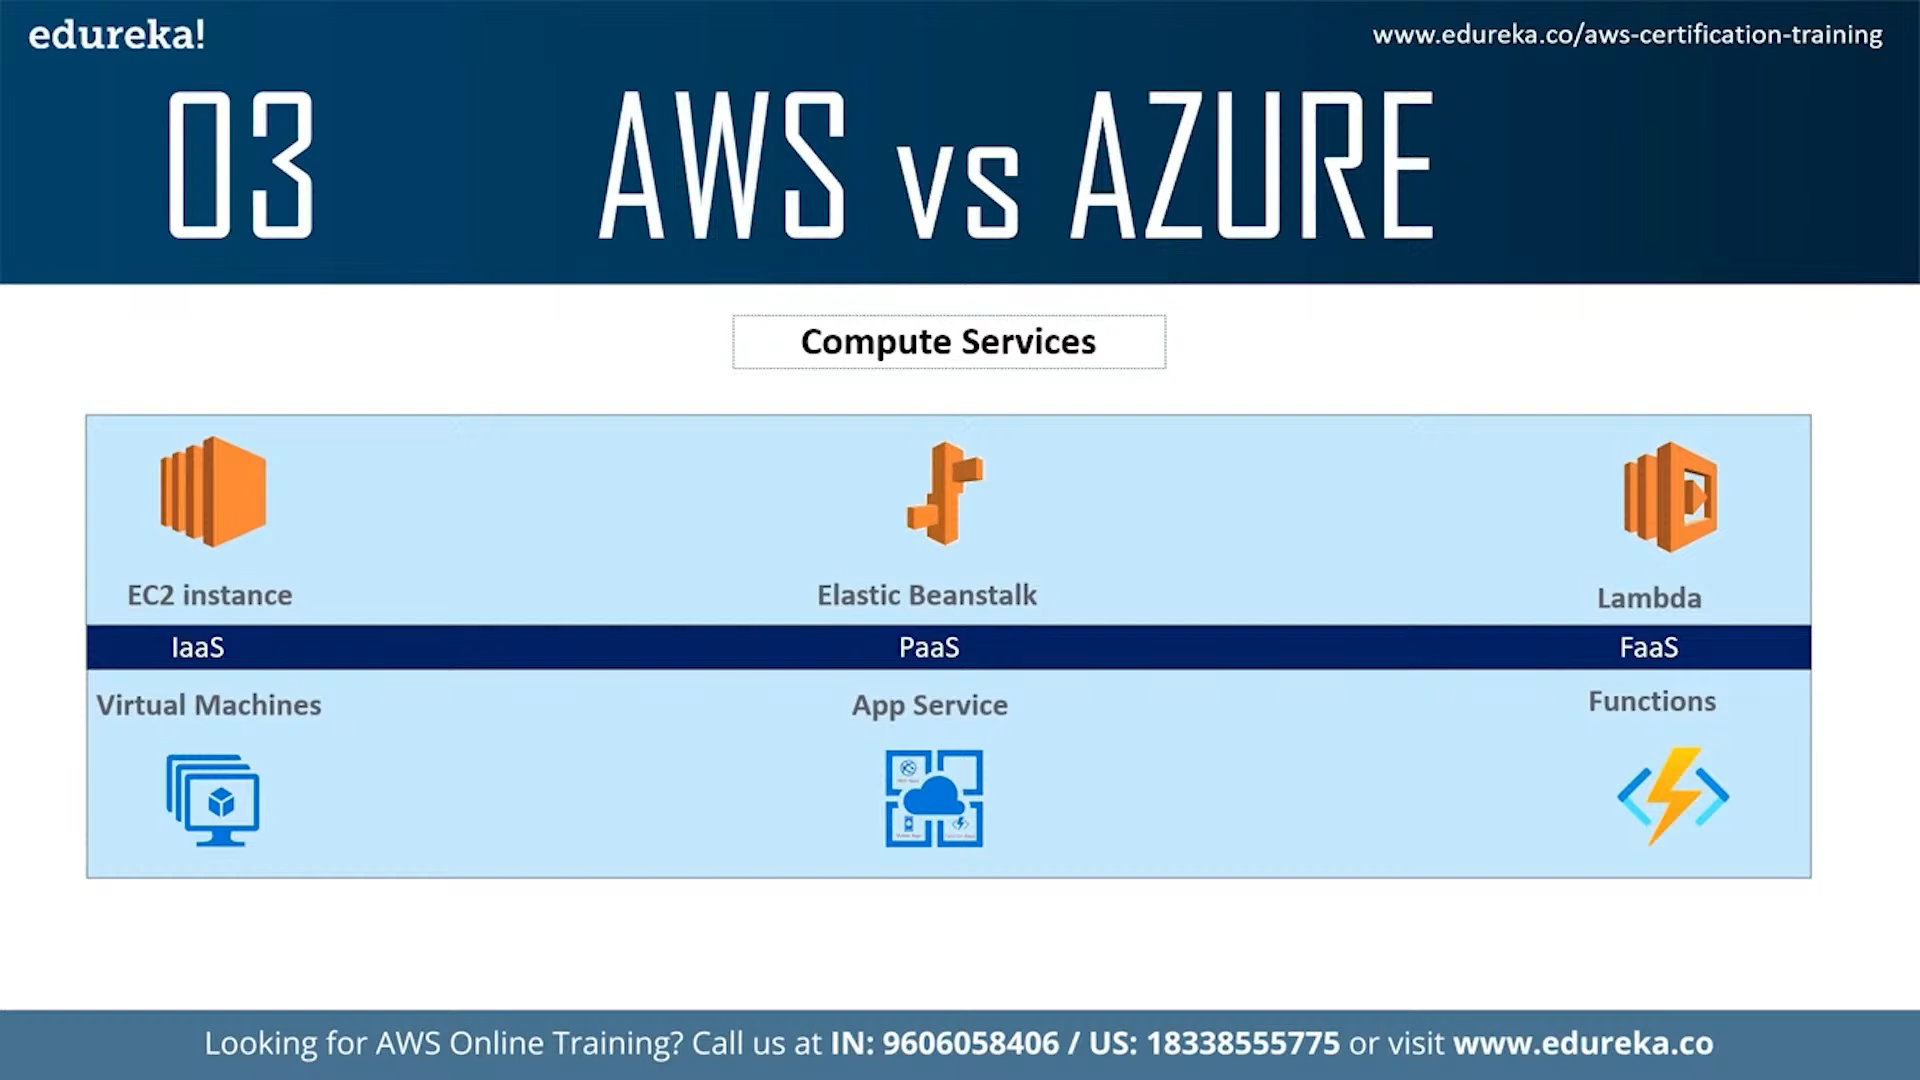 edureka!
www.edureka.co/aws-certification-training
03 AWS vs AZURE
Compute Services
EC2 instance Elastic Beanstalk Lambda
IaaS PaaS FaaS
Virtual Machines App Service Functions
Looking for AWS Online Training? Call us at IN: 9606058406 / US: 18338555775 or visit www.edureka.co